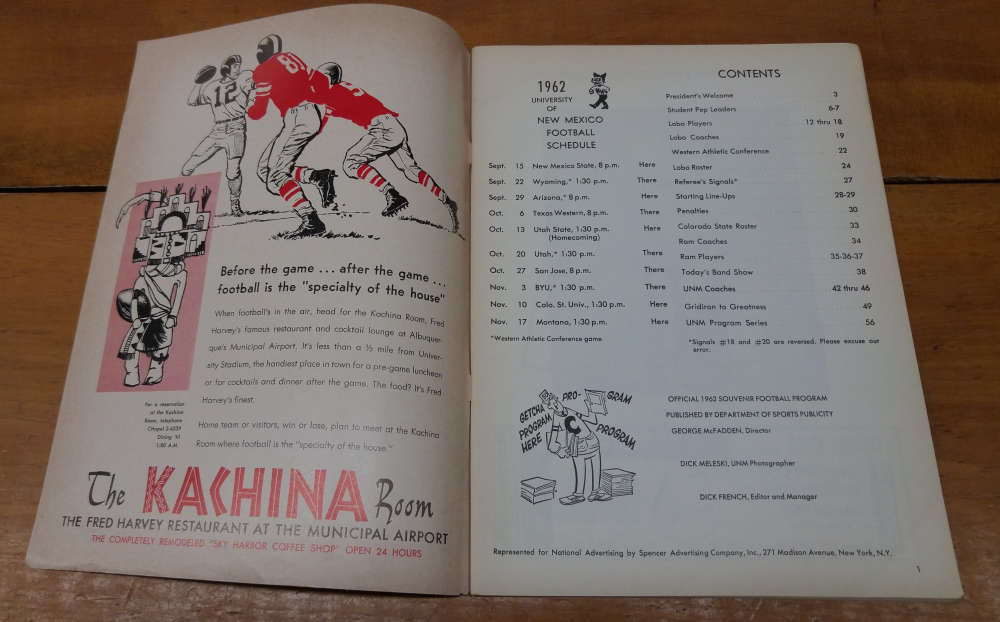 12
81
Before the game ... after the game ...
football is the "specialty of the house"
When football's in the air, head for the Kachina Room, Fred
Harvey's famous restaurant and cocktail lounge at Albuquer-
que's Municipal Airport. It's less than a ½ mile from Univer-
sity Stadium, the handiest place in town for a pre-game luncheon
or for cocktails and dinner after the game. The food? It's Fred
Harvey's finest.
Home team or visitors, win or lose, plan to meet at the Kachina
Room where football is the "specialty of the house."
For a reservation
at the Kachina
Room, telephone
CHapel 2-4239
Dining 'til
1:00 A.M.
The KACHINA Room
THE FRED HARVEY RESTAURANT AT THE MUNICIPAL AIRPORT
THE COMPLETELY REMODELED "SKY HARBOR COFFEE SHOP" OPEN 24 HOURS
1962
UNIVERSITY
OF
NEW MEXICO
FOOTBALL
SCHEDULE
Sept. 15 New Mexico State, 8 p.m. Here
Sept. 22 Wyoming,* 1:30 p.m. There
Sept. 29 Arizona,* 8 p.m. Here
Oct. 6 Texas Western, 8 p.m. There
Oct. 13 Utah State, 1:30 p.m. Here
(Homecoming)
Oct. 20 Utah,* 1:30 p.m. There
Oct. 27 San Jose, 8 p.m. There
Nov. 3 BYU,* 1:30 p.m. There
Nov. 10 Colo. St. Univ., 1:30 p.m. Here
Nov. 17 Montana, 1:30 p.m. Here
*Western Athletic Conference game
CONTENTS
President's Welcome 3
Student Pep Leaders 6-7
Lobo Players 12 thru 18
Lobo Coaches 19
Western Athletic Conference 22
Lobo Roster 24
Referee's Signals* 27
Starting Line-Ups 28-29
Penalties 30
Colorado State Roster 33
Ram Coaches 34
Ram Players 35-36-37
Today's Band Show 38
UNM Coaches 42 thru 46
Gridiron to Greatness 49
UNM Program Series 56
*Signals #18 and #20 are reversed. Please excuse our
error.
GETCHA
PROGRAM
HERE
PRO-GRAM
PROGRAM
C
OFFICIAL 1962 SOUVENIR FOOTBALL PROGRAM
PUBLISHED BY DEPARTMENT OF SPORTS PUBLICITY
GEORGE McFADDEN, Director
DICK MELESKI, UNM Photographer
DICK FRENCH, Editor and Manager
Represented for National Advertising by Spencer Advertising Company, Inc., 271 Madison Avenue, New York, N.Y.
1